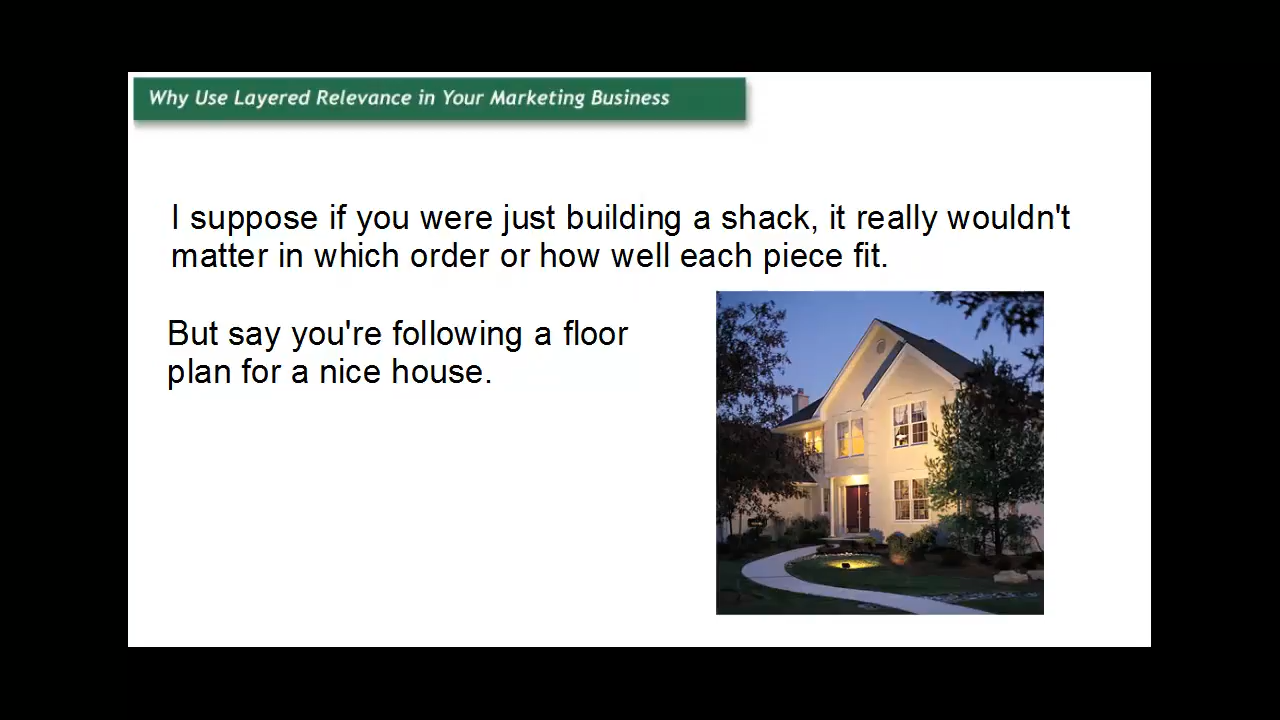 Why Use Layered Relevance in Your Marketing Business
I suppose if you were just building a shack, it really wouldn't
matter in which order or how well each piece fit.
But say you're following a floor
plan for a nice house.